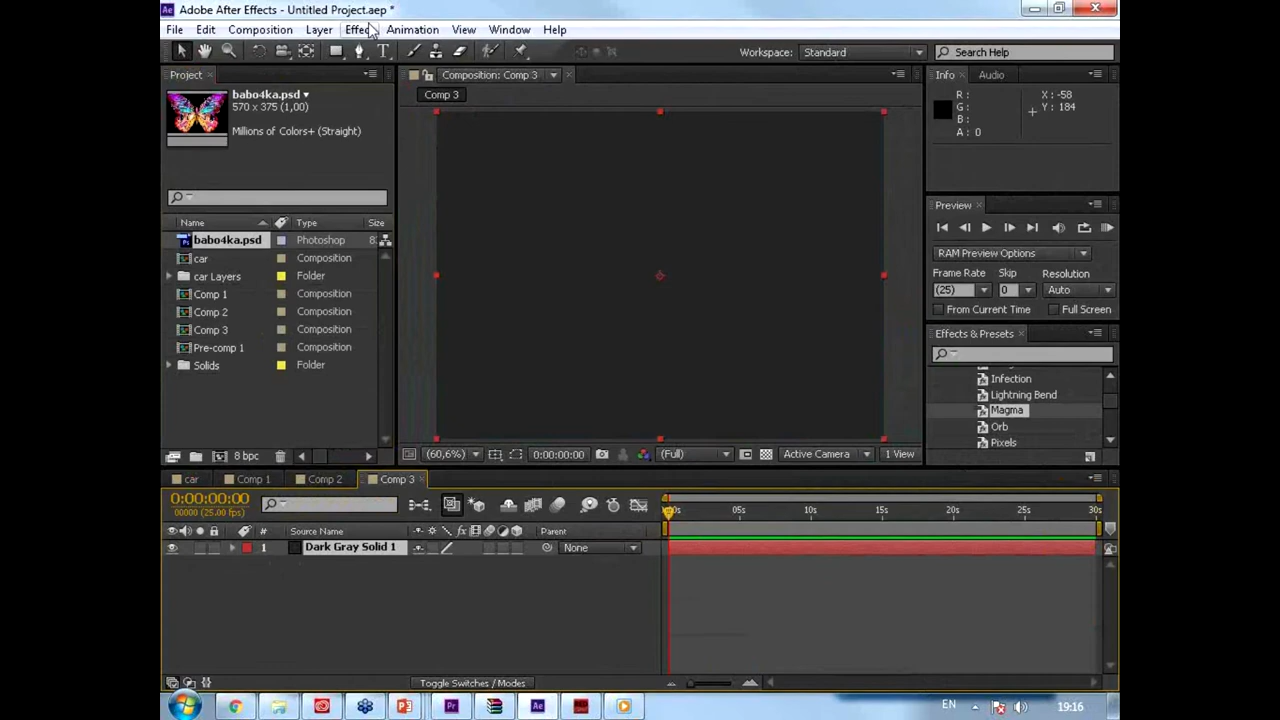 Adobe After Effects - Untitled Project.aep *
File Edit Composition Layer Effect Animation View Window Help
Workspace: Standard Search Help
Project
babo4ka.psd
570 x 375 (1,00)
Millions of Colors+ (Straight)
Name Type Size
babo4ka.psd Photoshop 8
car Composition
car Layers Folder
Comp 1 Composition
Comp 2 Composition
Comp 3 Composition
Pre-comp 1 Composition
Solids Folder
8 bpc
Composition: Comp 3
Comp 3
(60,6%) 0:00:00:00 (Full) Active Camera 1 View
Info Audio
R: X: -58
G: Y: 184
B:
A: 0
Preview
RAM Preview Options
Frame Rate Skip Resolution
(25) 0 Auto
From Current Time Full Screen
Effects & Presets
Infection
Lightning Bend
Magma
Orb
Pixels
car Comp 1 Comp 2 Comp 3
0:00:00:00
00000 (25.00 fps)
05s 10s 15s 20s 25s 30s
# Source Name Parent
1 Dark Gray Solid 1 None
Toggle Switches / Modes
EN 19:16